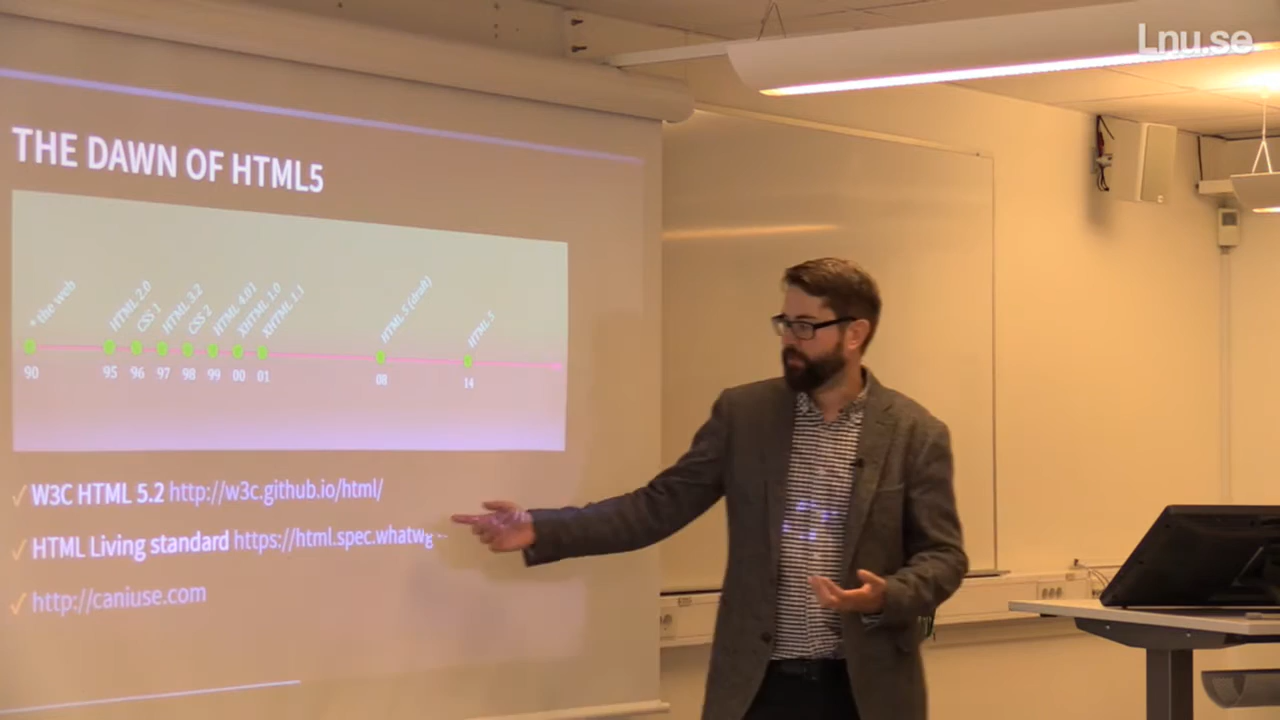 Lnu.se
THE DAWN OF HTML5
* the web
HTML 2.0
CSS 1
HTML 3.2
CSS 2
HTML 4.01
XHTML 1.0
XHTML 1.1
HTML 5 (draft)
HTML 5
90 95 96 97 98 99 00 01 08 14
✓ W3C HTML 5.2 http://w3c.github.io/html/
✓ HTML Living standard https://html.spec.whatwg
✓ http://caniuse.com